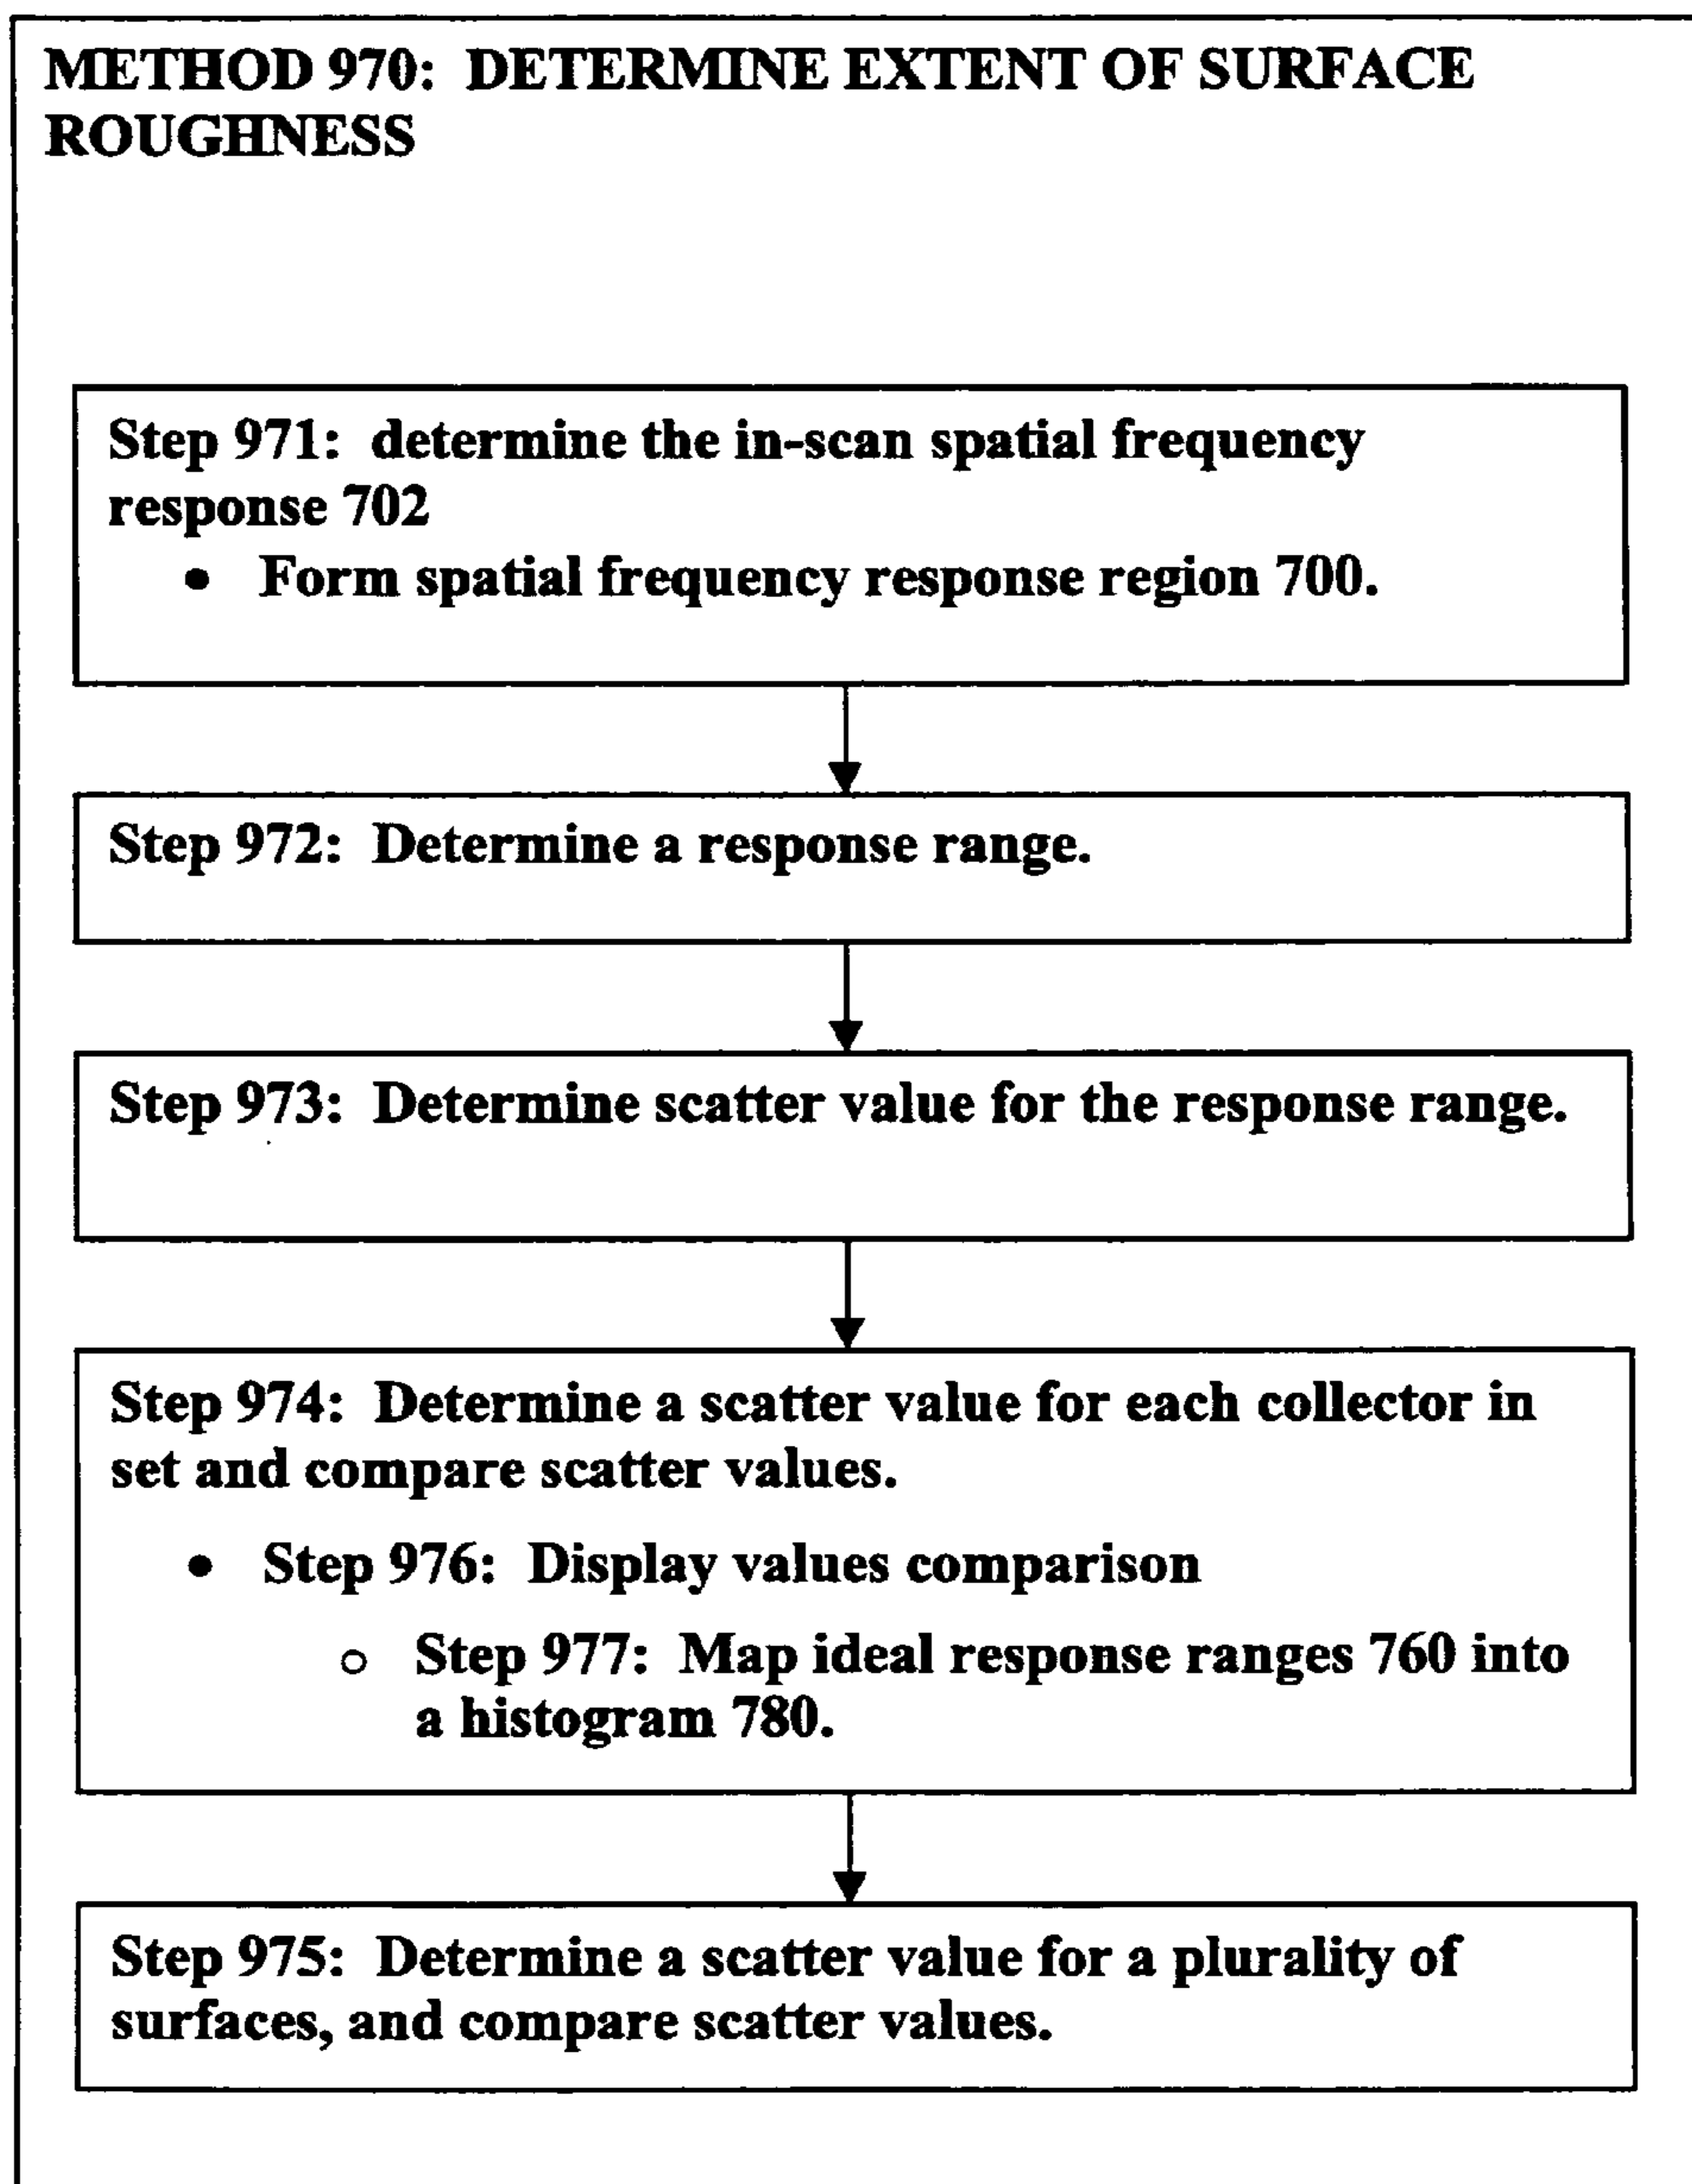 METHOD 970: DETERMINE EXTENT OF SURFACE
ROUGHNESS
Step 971: determine the in-scan spatial frequency
response 702
• Form spatial frequency response region 700.
Step 972: Determine a response range.
Step 973: Determine scatter value for the response range.
Step 974: Determine a scatter value for each collector in
set and compare scatter values.
• Step 976: Display values comparison
○ Step 977: Map ideal response ranges 760 into
a histogram 780.
Step 975: Determine a scatter value for a plurality of
surfaces, and compare scatter values.